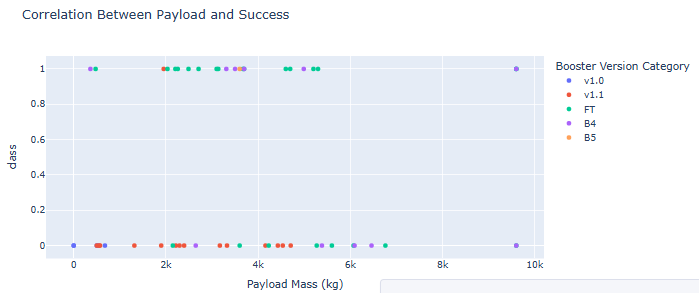 Correlation Between Payload and Success
Booster Version Category
v1.0
v1.1
FT
B4
B5
class
1
0.8
0.6
0.4
0.2
0
0
2k
4k
6k
8k
10k
Payload Mass (kg)